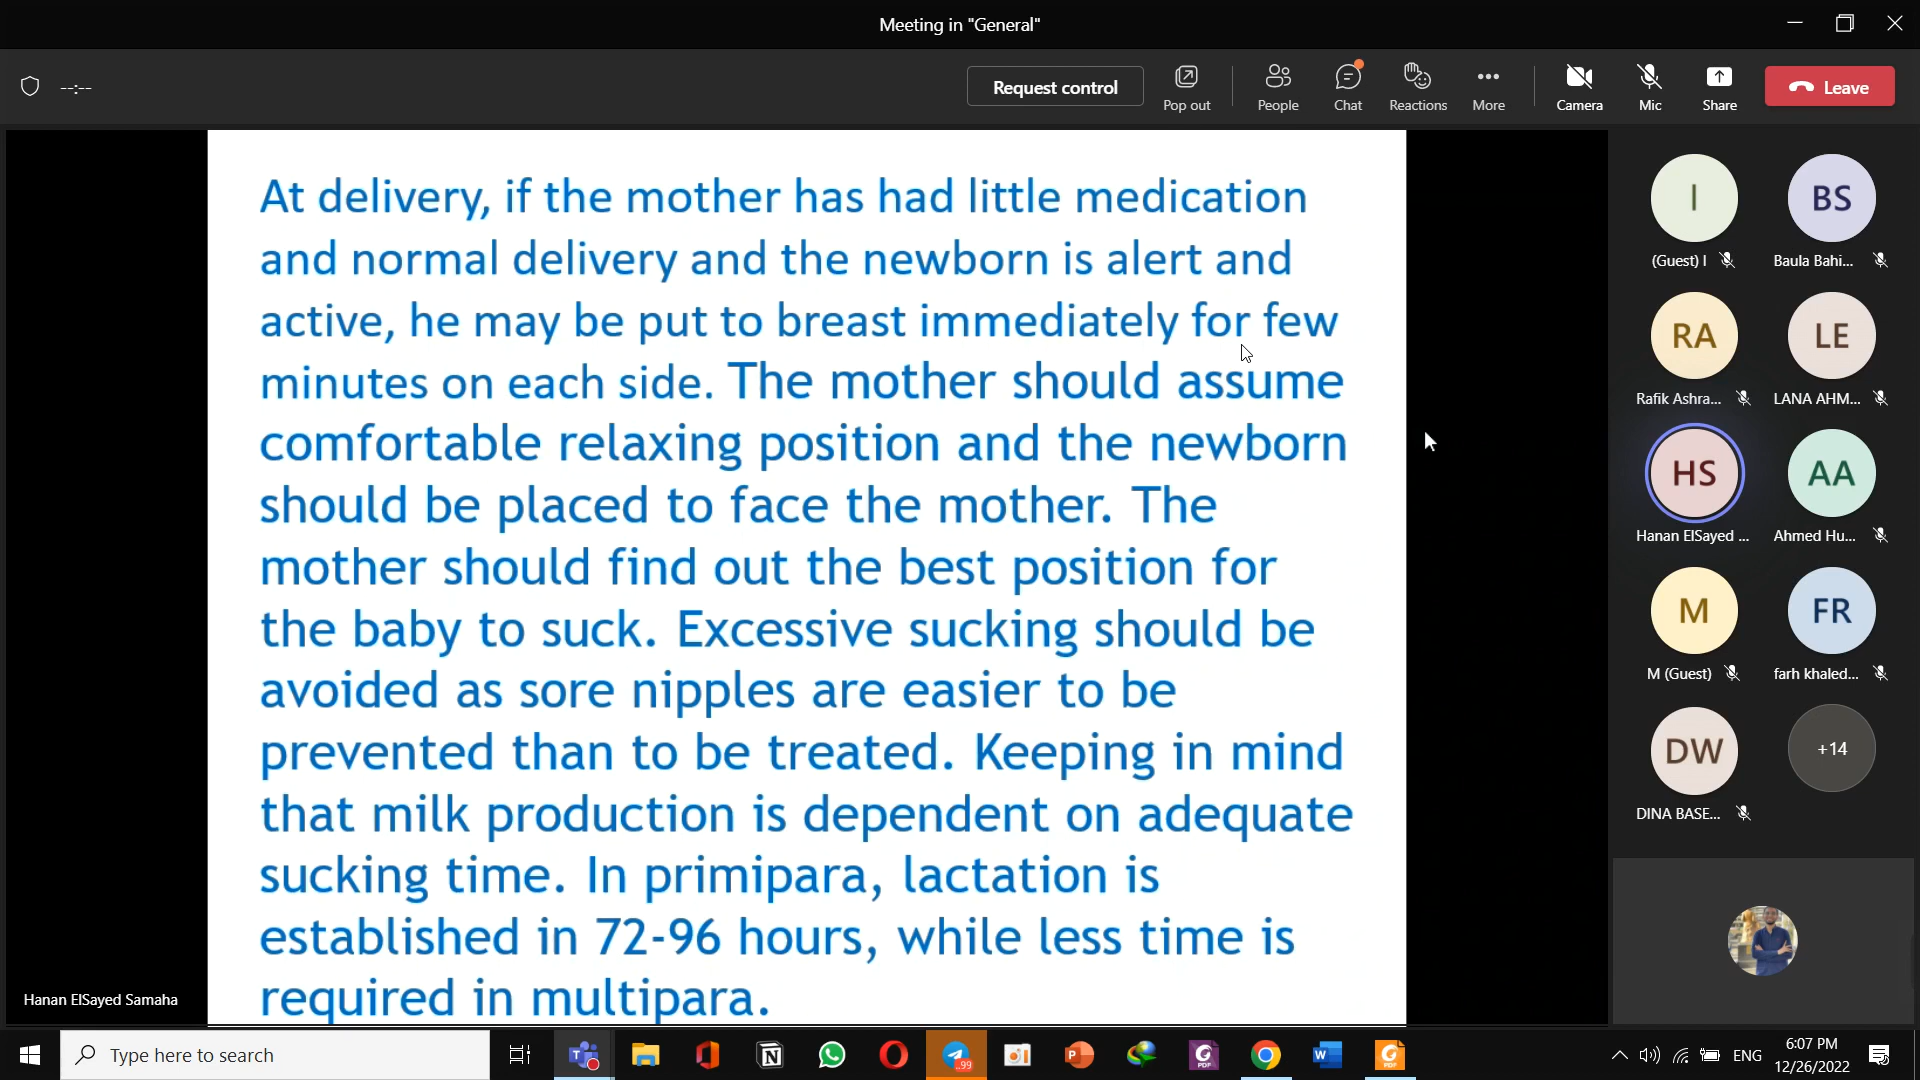 Meeting in "General"
--:--
Request control
Pop out
People
Chat
Reactions
More
Camera
Mic
Share
Leave
At delivery, if the mother has had little medication
and normal delivery and the newborn is alert and
active, he may be put to breast immediately for few
minutes on each side. The mother should assume
comfortable relaxing position and the newborn
should be placed to face the mother. The
mother should find out the best position for
the baby to suck. Excessive sucking should be
avoided as sore nipples are easier to be
prevented than to be treated. Keeping in mind
that milk production is dependent on adequate
sucking time. In primipara, lactation is
established in 72-96 hours, while less time is
required in multipara.
Hanan ElSayed Samaha
I
(Guest) I
BS
Baula Bahi...
RA
Rafik Ashra...
LE
LANA AHM...
HS
Hanan ElSayed ...
AA
Ahmed Hu...
M
M (Guest)
FR
farh khaled...
DW
DINA BASE...
+14
Type here to search
..99
ENG
6:07 PM
12/26/2022